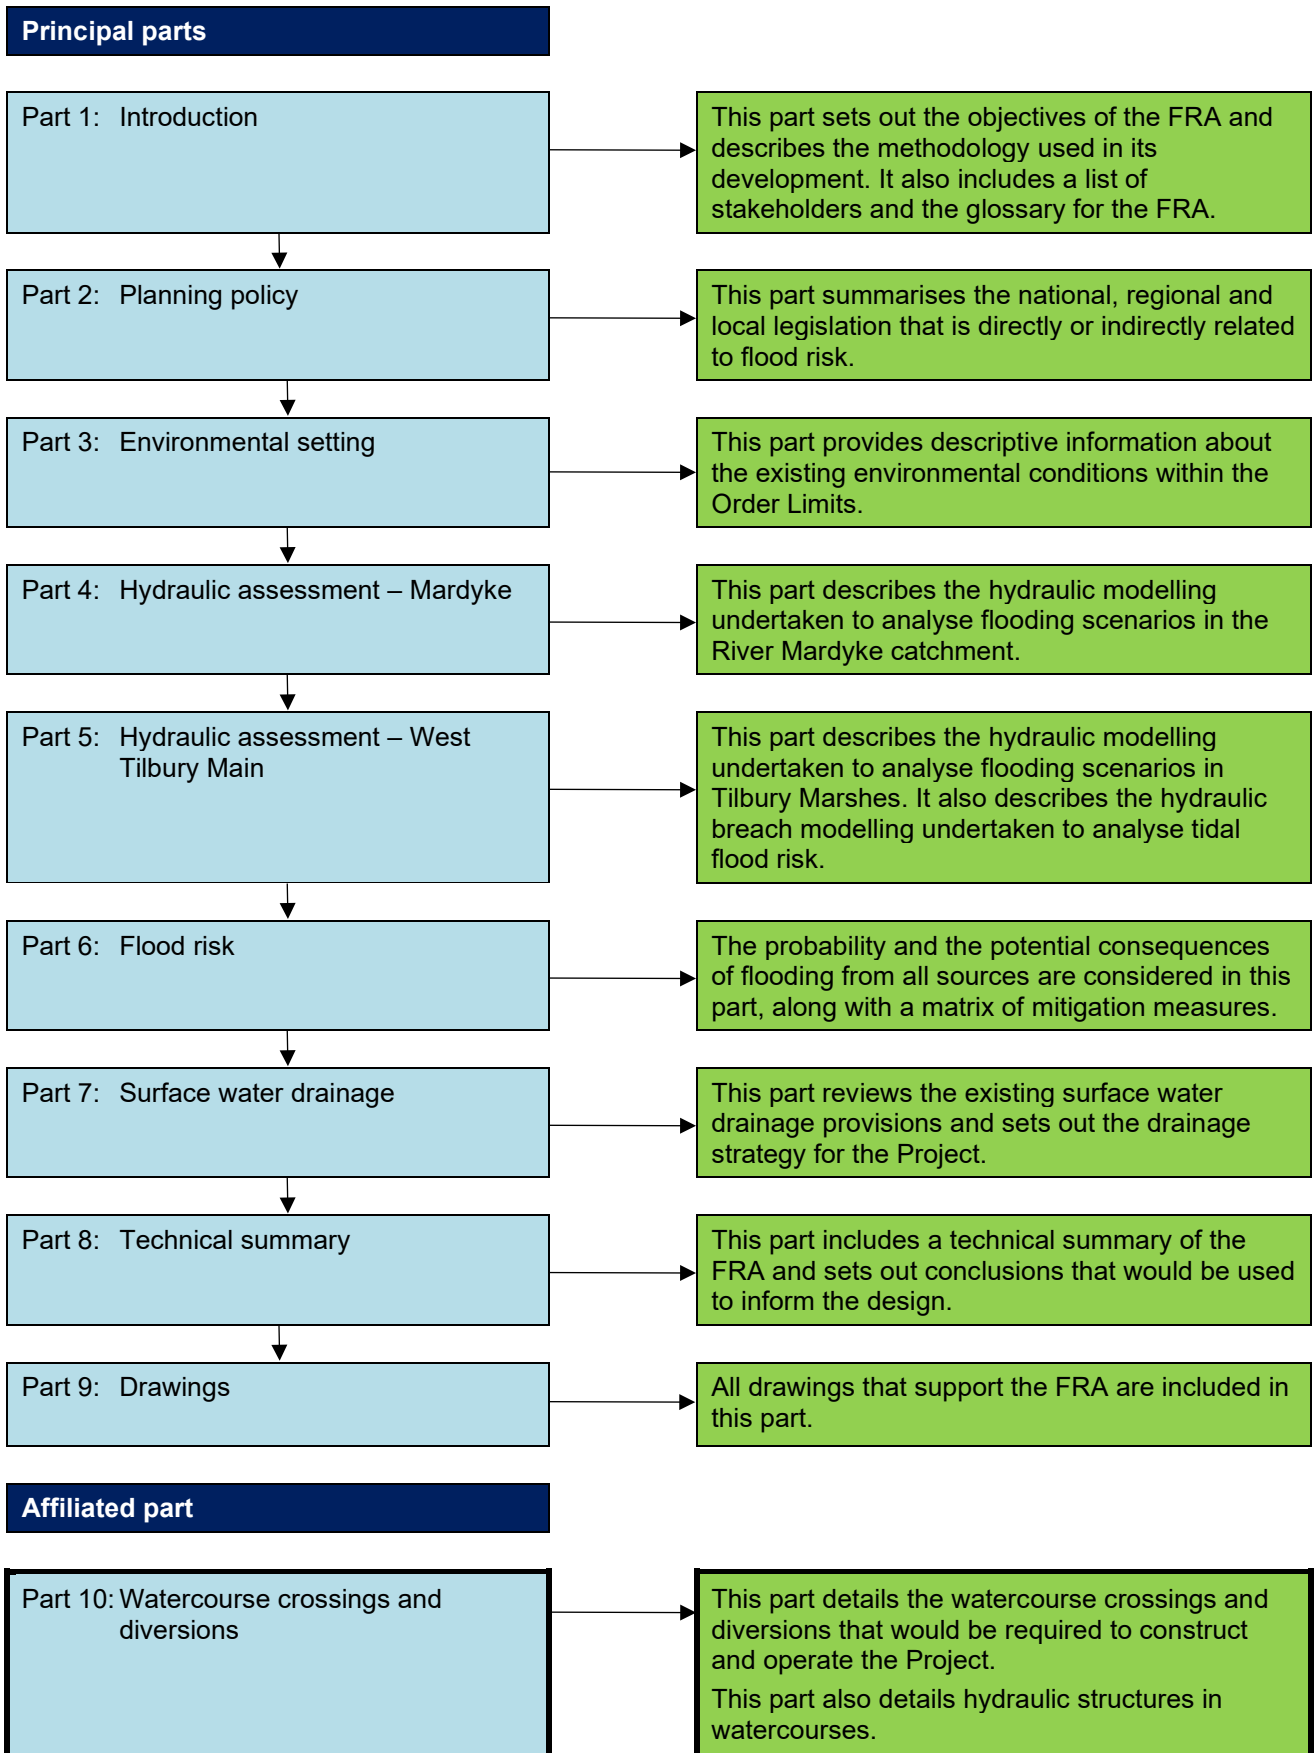 Principal parts
Part 1: Introduction
This part sets out the objectives of the FRA and
describes the methodology used in its
development. It also includes a list of
stakeholders and the glossary for the FRA.
Part 2: Planning policy
This part summarises the national, regional and
local legislation that is directly or indirectly related
to flood risk.
Part 3: Environmental setting
This part provides descriptive information about
the existing environmental conditions within the
Order Limits.
Part 4: Hydraulic assessment – Mardyke
This part describes the hydraulic modelling
undertaken to analyse flooding scenarios in the
River Mardyke catchment.
Part 5: Hydraulic assessment – West
Tilbury Main
This part describes the hydraulic modelling
undertaken to analyse flooding scenarios in
Tilbury Marshes. It also describes the hydraulic
breach modelling undertaken to analyse tidal
flood risk.
Part 6: Flood risk
The probability and the potential consequences
of flooding from all sources are considered in this
part, along with a matrix of mitigation measures.
Part 7: Surface water drainage
This part reviews the existing surface water
drainage provisions and sets out the drainage
strategy for the Project.
Part 8: Technical summary
This part includes a technical summary of the
FRA and sets out conclusions that would be used
to inform the design.
Part 9: Drawings
All drawings that support the FRA are included in
this part.
Affiliated part
Part 10: Watercourse crossings and
diversions
This part details the watercourse crossings and
diversions that would be required to construct
and operate the Project.
This part also details hydraulic structures in
watercourses.